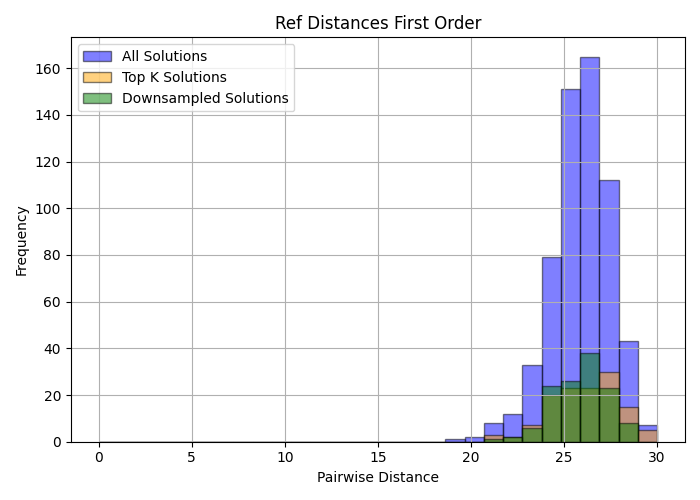 Ref Distances First Order
All Solutions
Top K Solutions
Downsampled Solutions
Frequency
160
140
120
100
80
60
40
20
0
0 5 10 15 20 25 30
Pairwise Distance